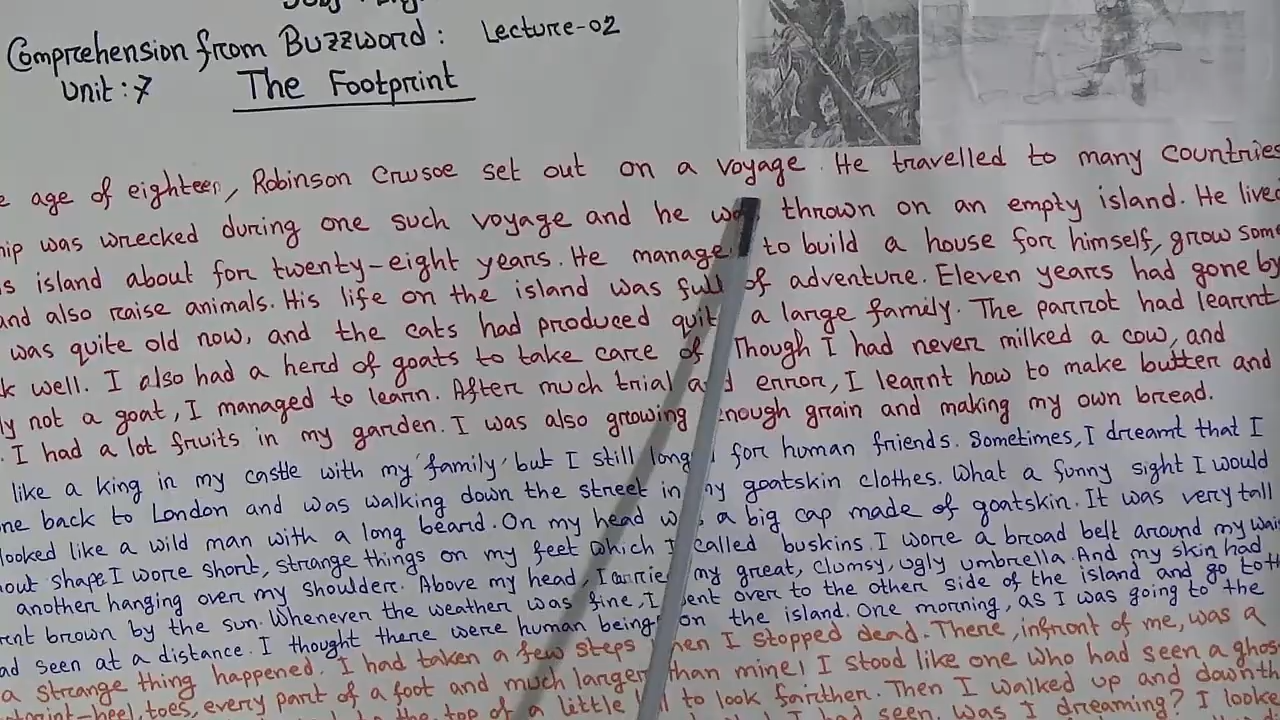 Comprehension from Buzzword: Lecture-02
Unit:7 The Footprint
age of eighteen, Robinson Crusoe set out on a voyage. He travelled to many countries
was wrecked during one such voyage and he was thrown on an empty island. He lived
island about for twenty-eight years. He manage to build a house for himself, grow some
and also raise animals. His life on the island was full of adventure. Eleven years had gone by
was quite old now, and the cats had produced quite a large family. The parrot had learnt
well. I also had a herd of goats to take care of. Though I had never milked a cow, and
not a goat, I managed to learn. After much trial and error, I learnt how to make butter and
I had a lot fruits in my garden. I was also growing enough grain and making my own bread.
like a king in my castle with my 'family' but I still long for human friends. Sometimes, I dreamt that I
back to London and was walking down the street in my goatskin clothes. What a funny sight I would
looked like a wild man with a long beard. On my head was a big cap made of goatskin. It was very tall
shape I wore short, strange things on my feet which I called buskins. I wore a broad belt around my
another hanging over my shoulder. Above my head, I carried my great, clumsy, ugly umbrella. And my skin had
brown by the sun. Whenever the weather was fine, I went over to the other side of the island and go to
seen at a distance. I thought there were human beings on the island. One morning, as I was going to the
a strange thing happened. I had taken a few steps when I stopped dead. There, infront of me, was a
heel, toes, every part of a foot and much larger than mine! I stood like one who had seen a ghost
the top of a little to look fairther. Then I walked up and down
I had seen. Was I dreaming? I looke